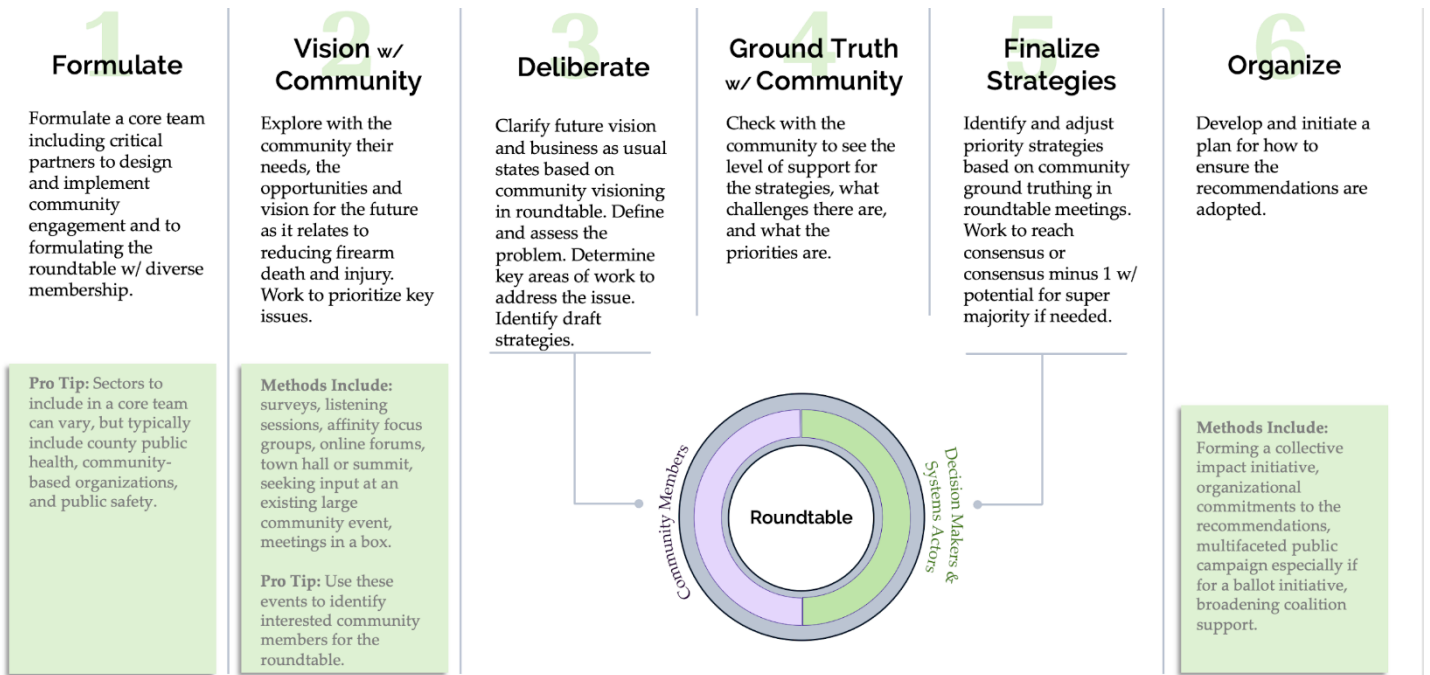 1
Formulate
Formulate a core team
including critical
partners to design
and implement
community
engagement and to
formulating the
roundtable w/ diverse
membership.
Pro Tip: Sectors to
include in a core team
can vary, but typically
include county public
health, community-
based organizations,
and public safety.
2
Vision w/
Community
Explore with the
community their
needs, the
opportunities and
vision for the future
as it relates to
reducing firearm
death and injury.
Work to prioritize key
issues.
Methods Include:
surveys, listening
sessions, affinity focus
groups, online forums,
town hall or summit,
seeking input at an
existing large
community event,
meetings in a box.
Pro Tip: Use these
events to identify
interested community
members for the
roundtable.
3
Deliberate
Clarify future vision
and business as usual
states based on
community visioning
in roundtable. Define
and assess the
problem. Determine
key areas of work to
address the issue.
Identify draft
strategies.
4
Ground Truth
w/ Community
Check with the
community to see the
level of support for
the strategies, what
challenges there are,
and what the
priorities are.
5
Finalize
Strategies
Identify and adjust
priority strategies
based on community
ground truthing in
roundtable meetings.
Work to reach
consensus or
consensus minus 1 w/
potential for super
majority if needed.
Community Members
Roundtable
Decision Makers &
Systems Actors
6
Organize
Develop and initiate a
plan for how to
ensure the
recommendations are
adopted.
Methods Include:
Forming a collective
impact initiative,
organizational
commitments to the
recommendations,
multifaceted public
campaign especially if
for a ballot initiative,
broadening coalition
support.